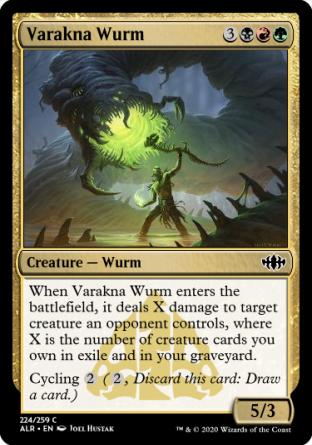 Varakna Wurm 3
Creature — Wurm
When Varakna Wurm enters the
battlefield, it deals X damage to target
creature an opponent controls, where
X is the number of creature cards you
own in exile and in your graveyard.
Cycling 2 ( 2, Discard this card: Draw
a card.)
5/3
224/259 C
ALR • EN Joel Hustak
™ & © 2020 Wizards of the Coast